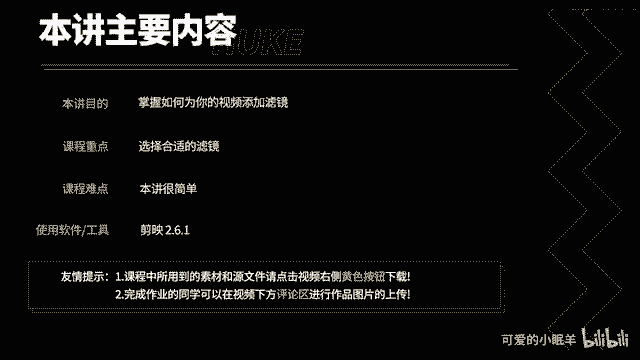 本讲主要内容
NUKE
本讲目的 掌握如何为你的视频添加滤镜
课程重点 选择合适的滤镜
课程难点 本讲很简单
使用软件/工具 剪映 2.6.1
友情提示：1.课程中所用到的素材和源文件请点击视频右侧黄色按钮下载!
2.完成作业的同学可以在视频下方评论区进行作品图片的上传!
可爱的小眠羊 bilibili